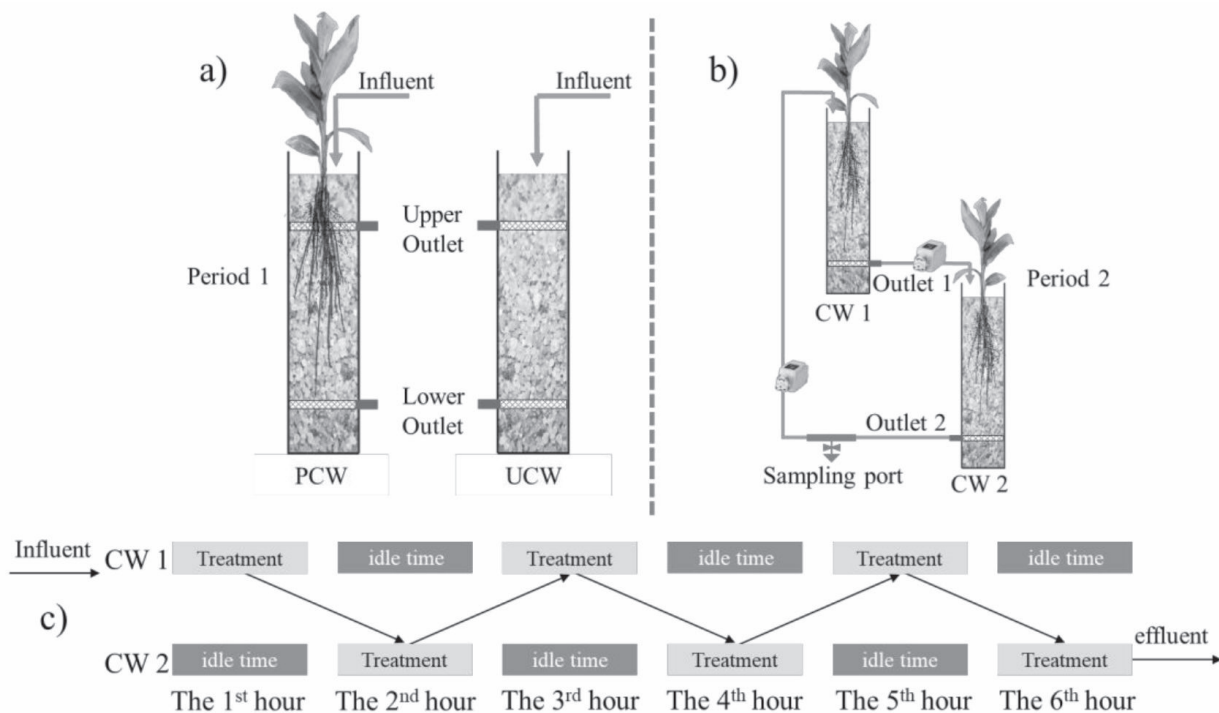 a)
Influent
Influent
Upper
Outlet
Period 1
Lower
Outlet
PCW
UCW
b)
Outlet 1
Period 2
CW 1
Outlet 2
Sampling port
CW 2
Influent
CW 1
Treatment
idle time
Treatment
idle time
Treatment
idle time
c)
effluent
CW 2
idle time
Treatment
idle time
Treatment
idle time
Treatment
The 1st hour
The 2nd hour
The 3rd hour
The 4th hour
The 5th hour
The 6th hour